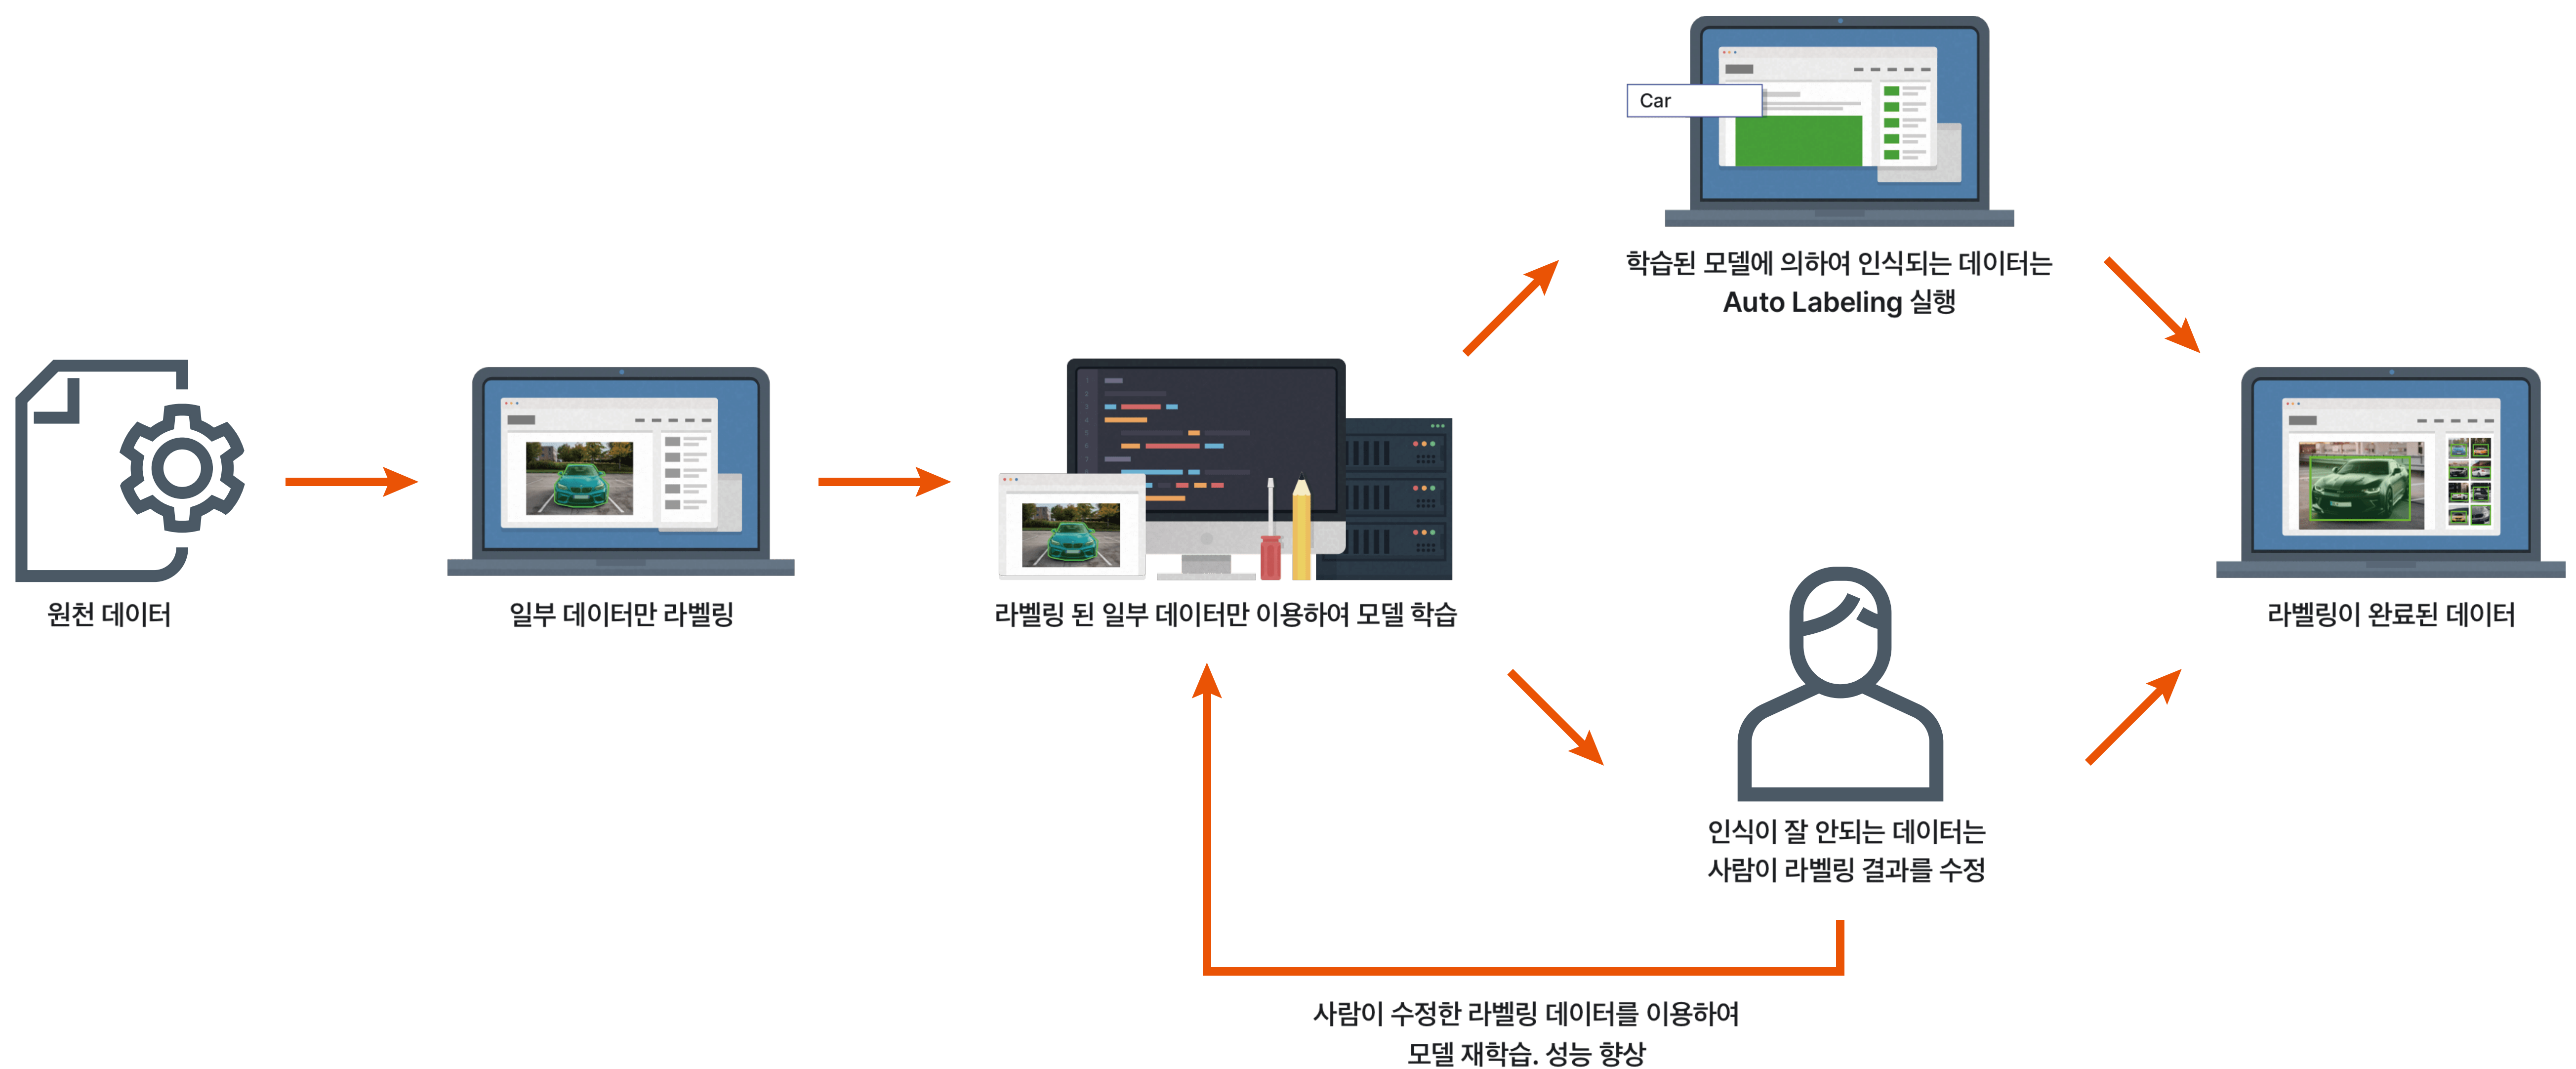 Car
학습된 모델에 의하여 인식되는 데이터는
Auto Labeling 실행
원천 데이터
일부 데이터만 라벨링
라벨링 된 일부 데이터만 이용하여 모델 학습
라벨링이 완료된 데이터
인식이 잘 안되는 데이터는
사람이 라벨링 결과를 수정
사람이 수정한 라벨링 데이터를 이용하여
모델 재학습. 성능 향상